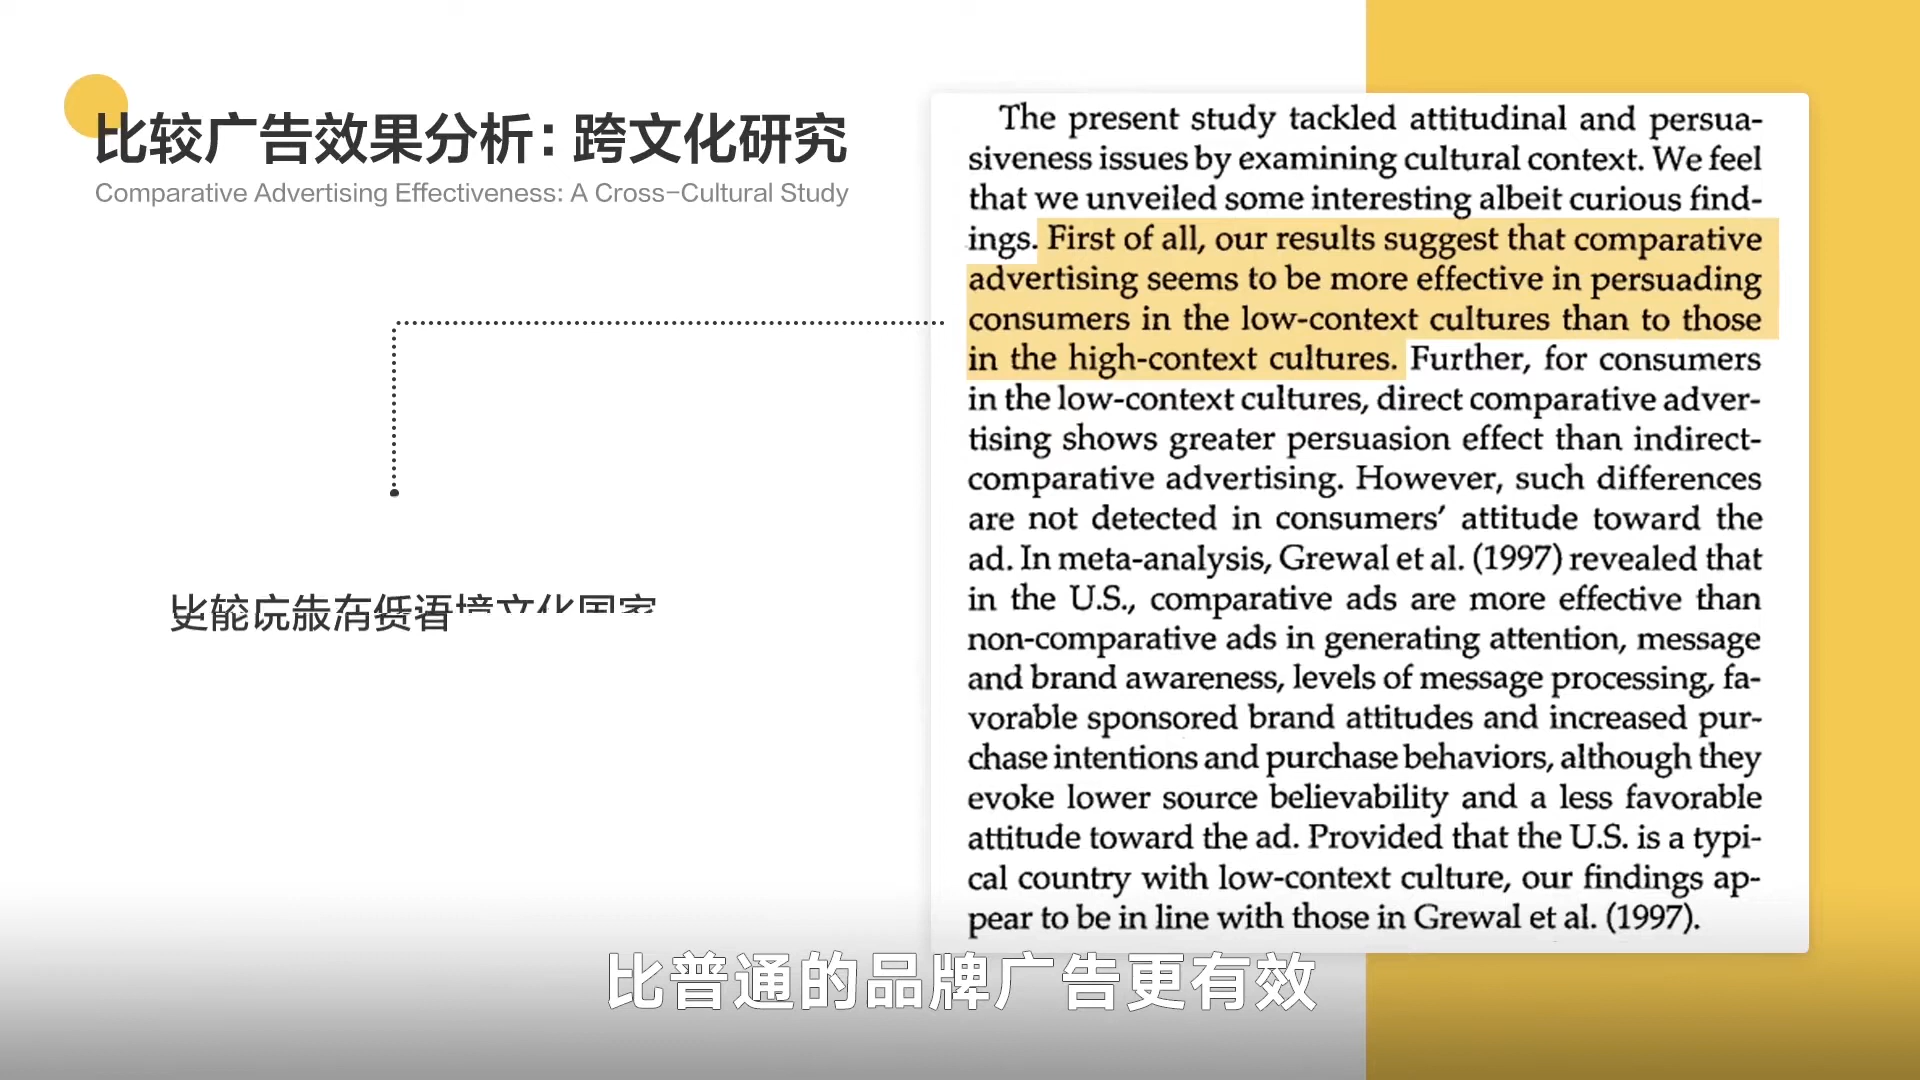 比较广告效果分析：跨文化研究
Comparative Advertising Effectiveness: A Cross-Cultural Study
The present study tackled attitudinal and persua-
siveness issues by examining cultural context. We feel
that we unveiled some interesting albeit curious find-
ings. First of all, our results suggest that comparative
advertising seems to be more effective in persuading
consumers in the low-context cultures than to those
in the high-context cultures. Further, for consumers
in the low-context cultures, direct comparative adver-
tising shows greater persuasion effect than indirect-
comparative advertising. However, such differences
are not detected in consumers' attitude toward the
ad. In meta-analysis, Grewal et al. (1997) revealed that
in the U.S., comparative ads are more effective than
non-comparative ads in generating attention, message
and brand awareness, levels of message processing, fa-
vorable sponsored brand attitudes and increased pur-
chase intentions and purchase behaviors, although they
evoke lower source believability and a less favorable
attitude toward the ad. Provided that the U.S. is a typi-
cal country with low-context culture, our findings ap-
pear to be in line with those in Grewal et al. (1997).
比普通的品牌广告更有效